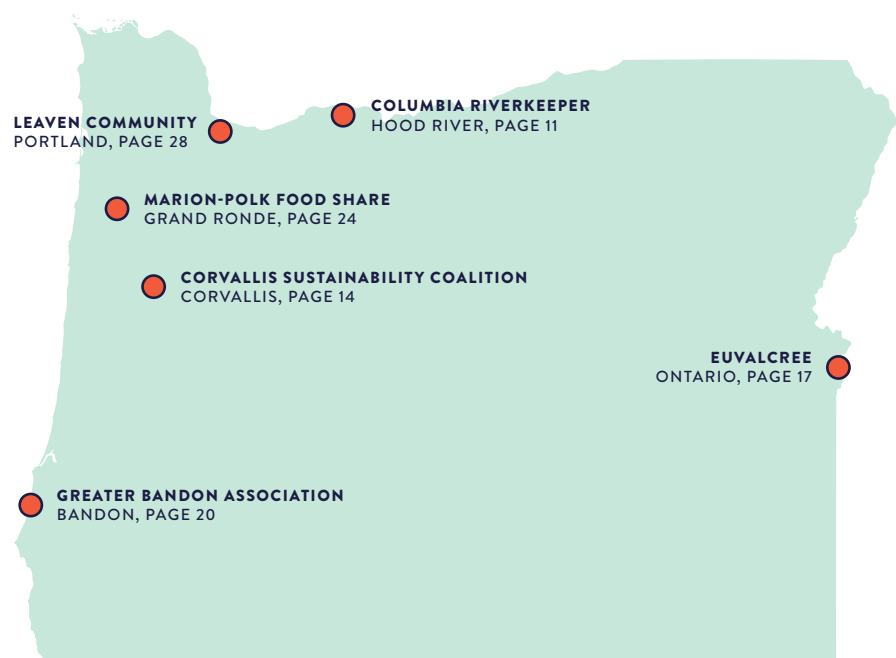 COLUMBIA RIVERKEEPER
HOOD RIVER, PAGE 11
LEAVEN COMMUNITY
PORTLAND, PAGE 28
MARION-POLK FOOD SHARE
GRAND RONDE, PAGE 24
CORVALLIS SUSTAINABILITY COALITION
CORVALLIS, PAGE 14
EUVALCREE
ONTARIO, PAGE 17
GREATER BANDON ASSOCIATION
BANDON, PAGE 20